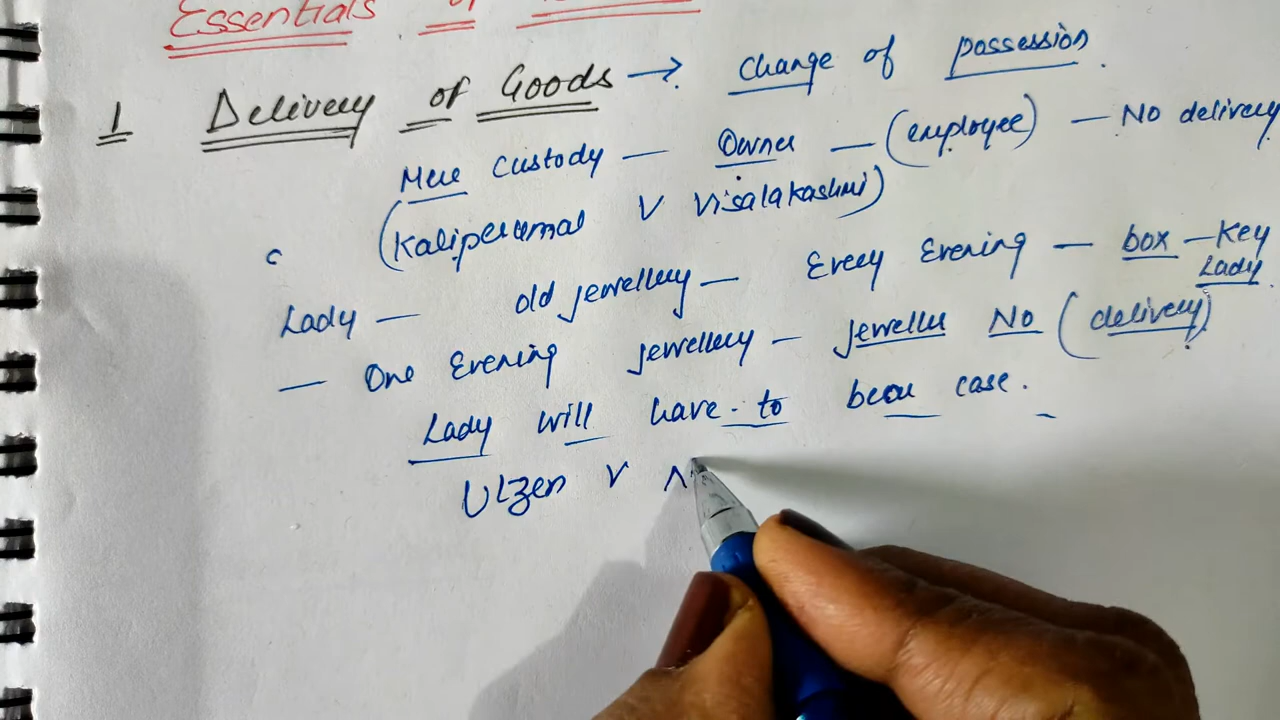 Essentials of
1 Delivery of Goods → Change of possession.
Mere Custody — Owner — (employee) — No delivery
(Kaliperumal V Visalakashmi)
c
Lady — old jewellery — Every Evening — box — Key
Lady
— One Evening jewellery — jeweller No (delivery)
Lady will have to bear case.
Ulzen V N